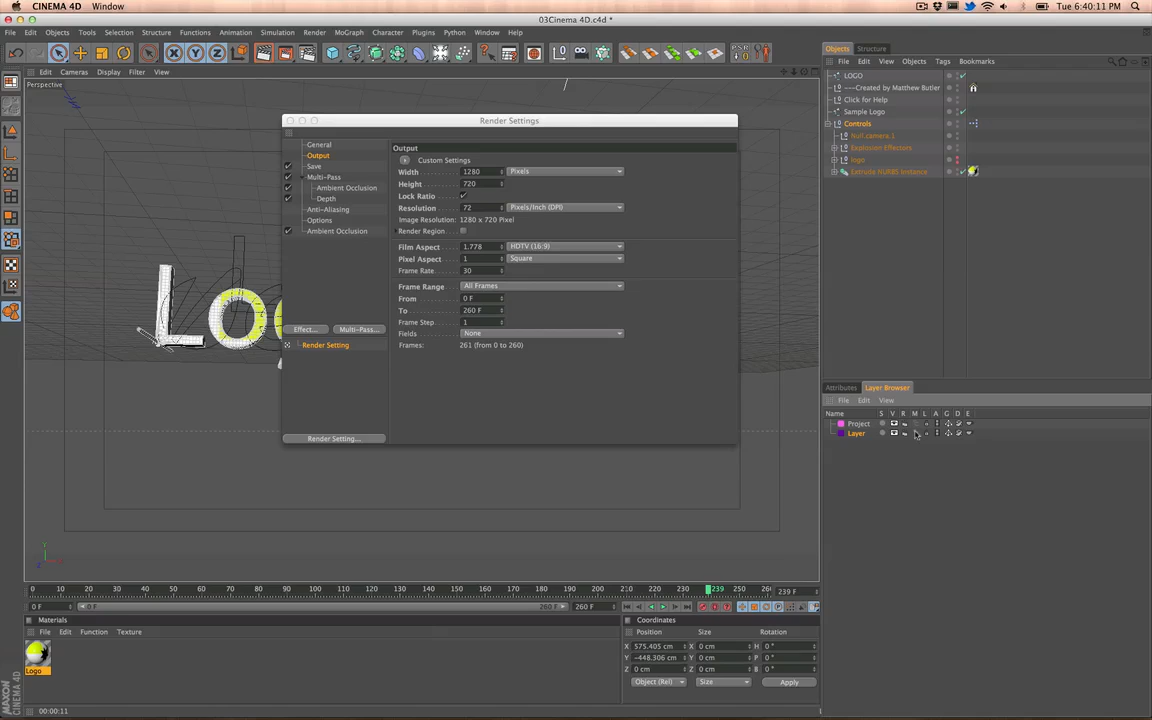 CINEMA 4D Window
Tue 6:40:11 PM
03Cinema 4D.c4d *
File Edit Objects Tools Selection Structure Functions Animation Simulation Render MoGraph Character Plugins Python Window Help
Edit Cameras Display Filter View
Perspective
Render Settings
General
Output
Save
Multi-Pass
Ambient Occlusion
Depth
Anti-Aliasing
Options
Ambient Occlusion
Effect... Multi-Pass...
Render Setting
Render Setting...
Output
Custom Settings
Width 1280 Pixels
Height 720
Lock Ratio
Resolution 72 Pixels/Inch (DPI)
Image Resolution: 1280 x 720 Pixel
Render Region
Film Aspect 1.778 HDTV (16:9)
Pixel Aspect 1 Square
Frame Rate 30
Frame Range All Frames
From 0 F
To 260 F
Frame Step 1
Fields None
Frames: 261 (from 0 to 260)
Objects Structure
File Edit View Objects Tags Bookmarks
LOGO
---Created by Matthew Butler
Click for Help
Sample Logo
Controls
Null.camera.1
Explosion Effectors
logo
Extrude NURBS Instance
Attributes Layer Browser
File Edit View
Name S V R M L A G D E
Project
Layer
0 10 20 30 40 50 60 70 80 90 100 110 120 130 140 150 160 170 180 190 200 210 220 230 239 250 26
239 F
0 F 0 F 260 F 260 F
Materials
File Edit Function Texture
Logo
Coordinates
Position Size Rotation
X 575.405 cm X 0 cm H 0 °
Y -448.306 cm Y 0 cm P 0 °
Z 0 cm Z 0 cm B 0 °
Object (Rel) Size Apply
MAXON
CINEMA 4D
00:00:11